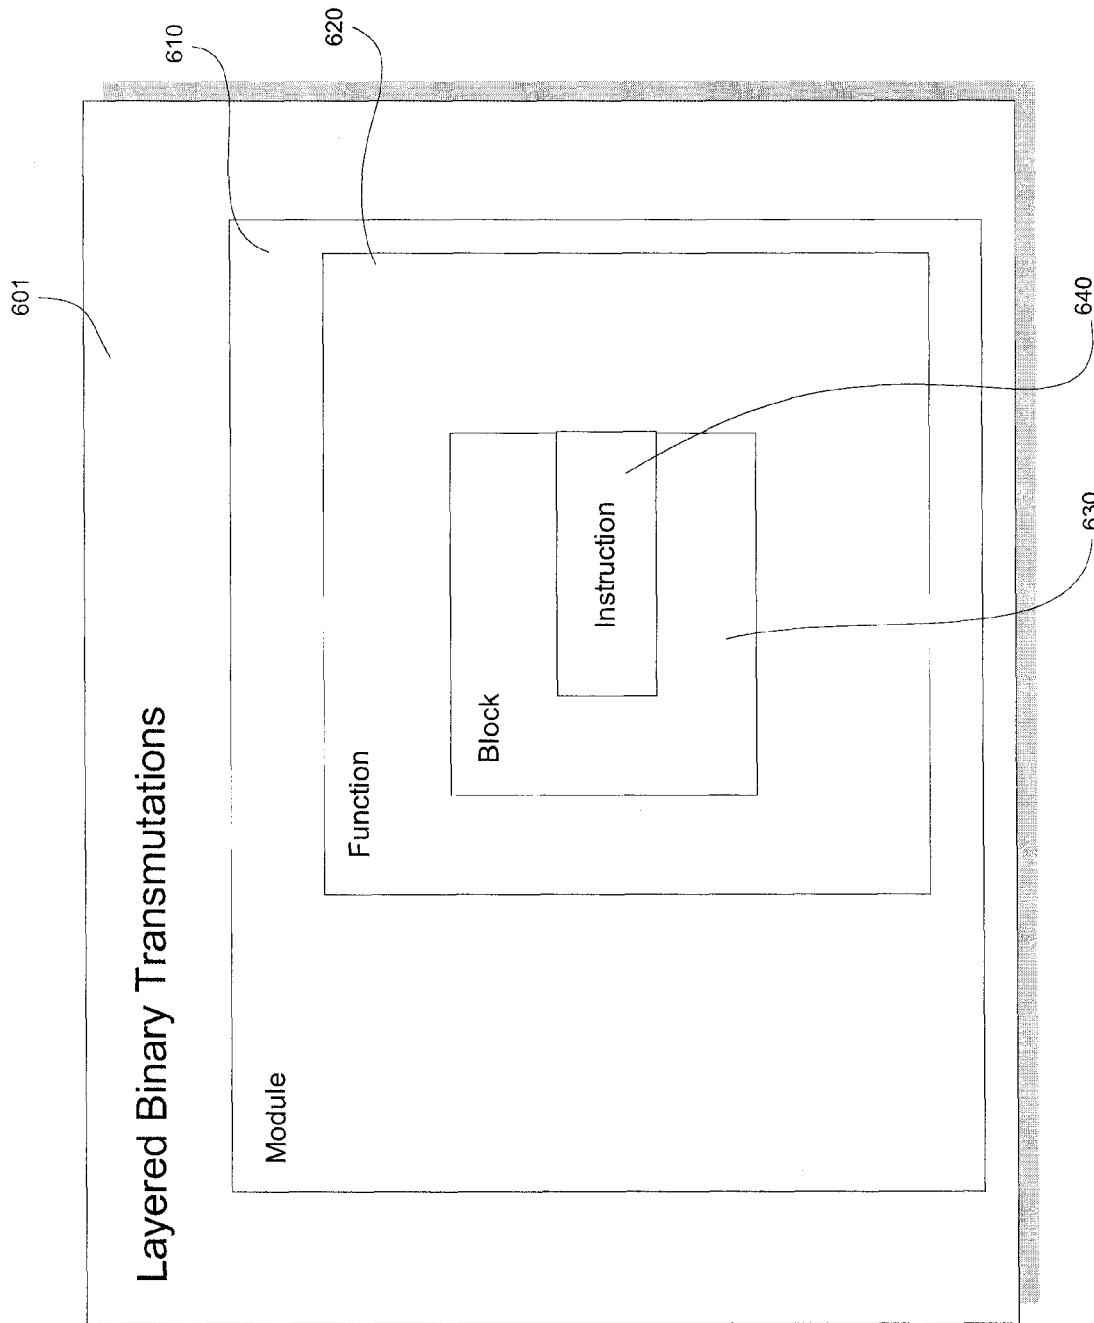 Layered Binary Transmutations
Module
Function
Block
Instruction
601
610
620
630
640